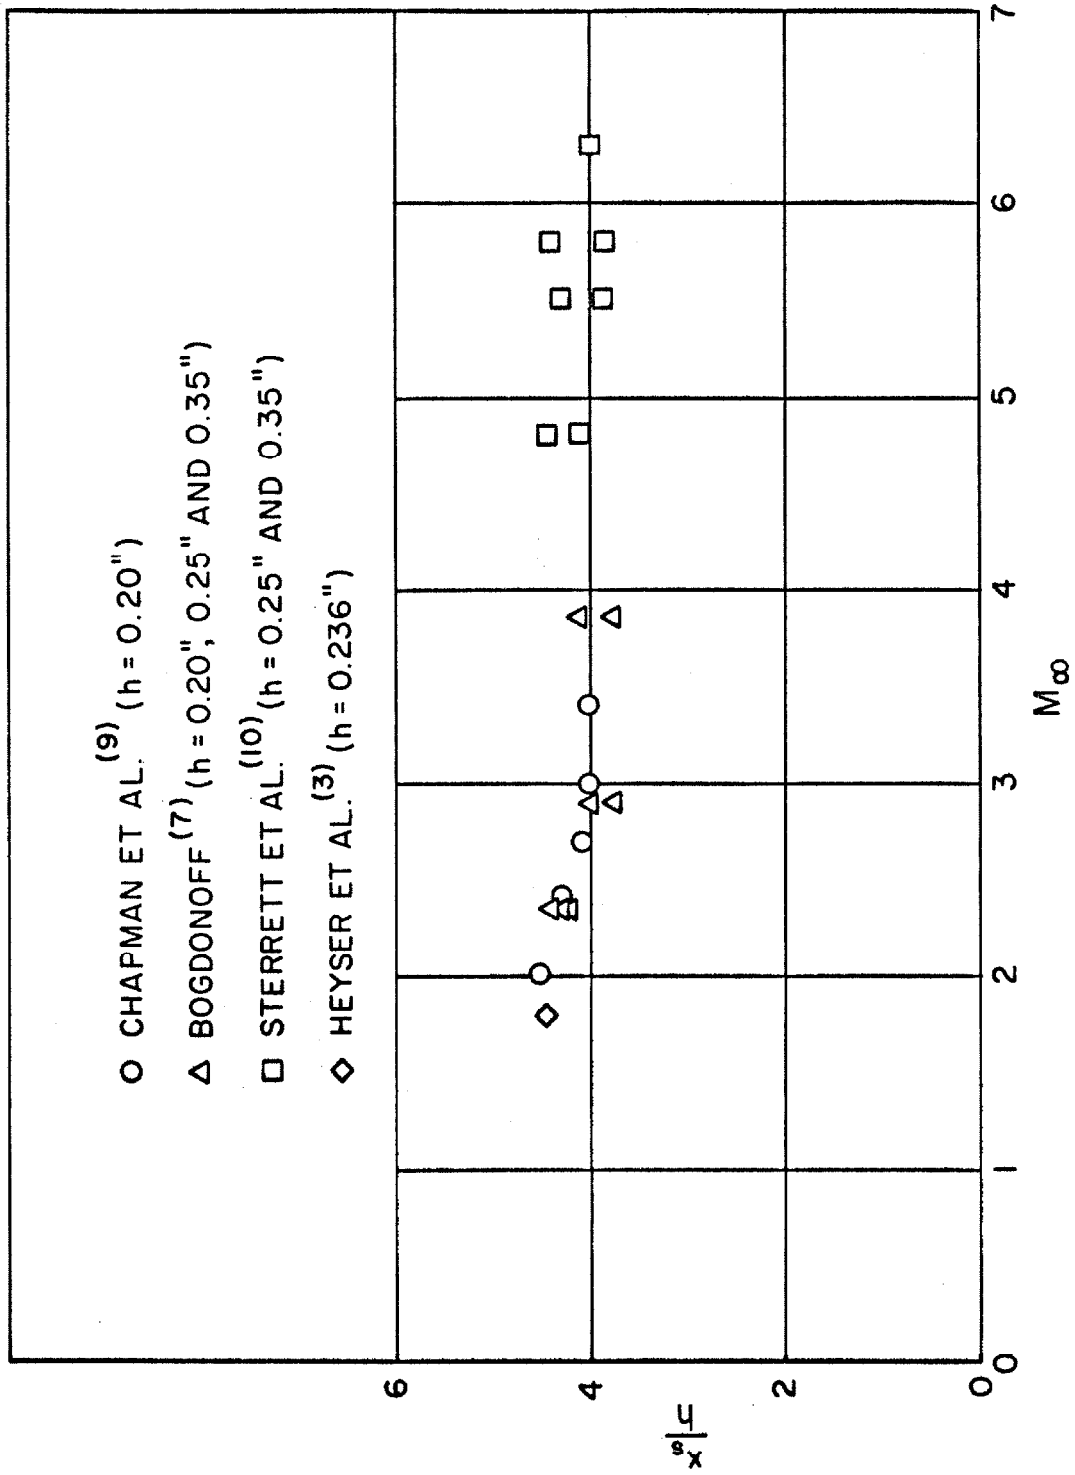 ○ CHAPMAN ET AL.(9) (h = 0.20")
△ BOGDONOFF(7) (h = 0.20", 0.25" AND 0.35")
□ STERRETT ET AL.(10) (h = 0.25" AND 0.35")
◇ HEYSER ET AL.(3) (h = 0.236")
6
4
2
0
xs/h
0 1 2 3 4 5 6 7
M∞